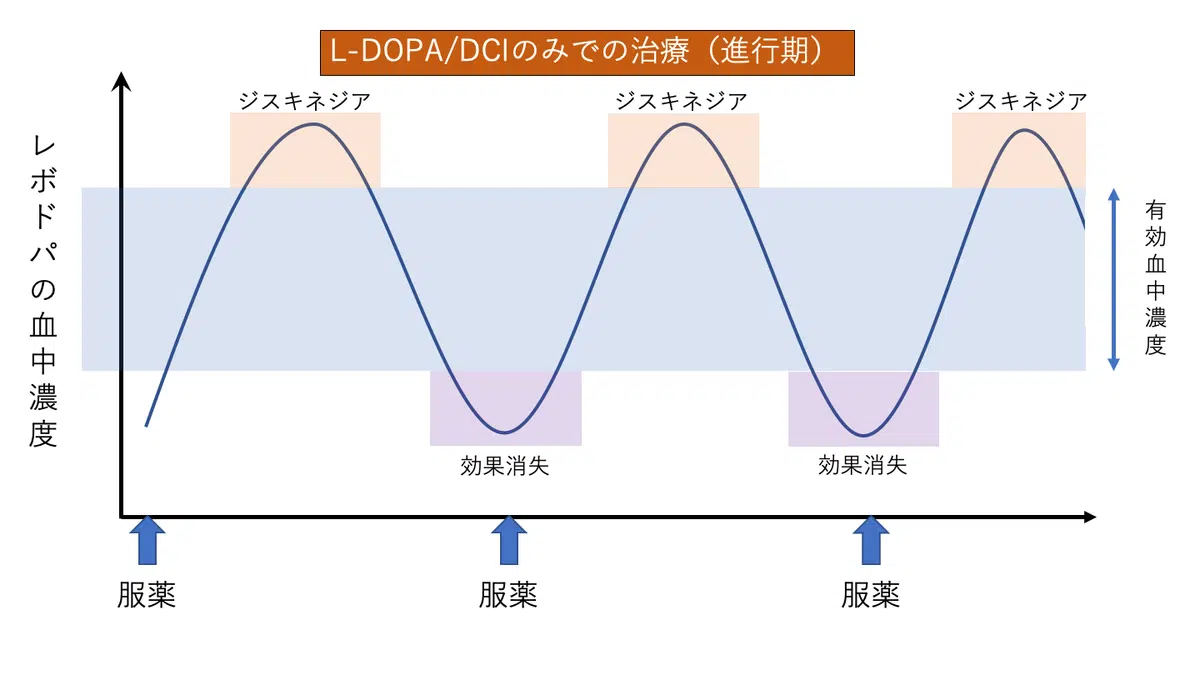 L-DOPA/DCIのみでの治療（進行期）
ジスキネジア
ジスキネジア
ジスキネジア
レボドパの血中濃度
有効血中濃度
効果消失
効果消失
服薬
服薬
服薬